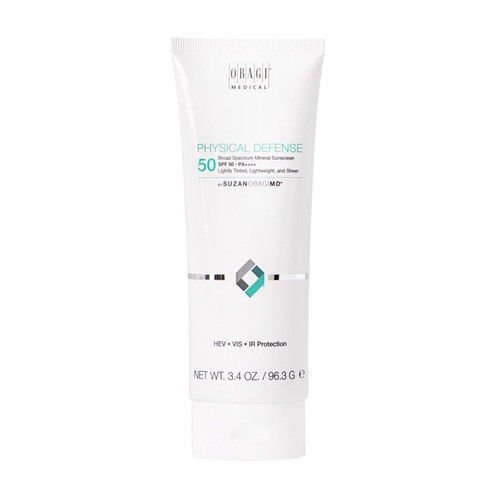 OBAGI®
MEDICAL
PHYSICAL DEFENSE
50
Broad Spectrum Mineral Sunscreen
SPF 50 • PA++++
Lightly Tinted, Lightweight, and Sheer
BY SUZANOBAGIMD®
HEV • VIS • IR Protection
NET WT. 3.4 OZ. / 96.3 G ℮